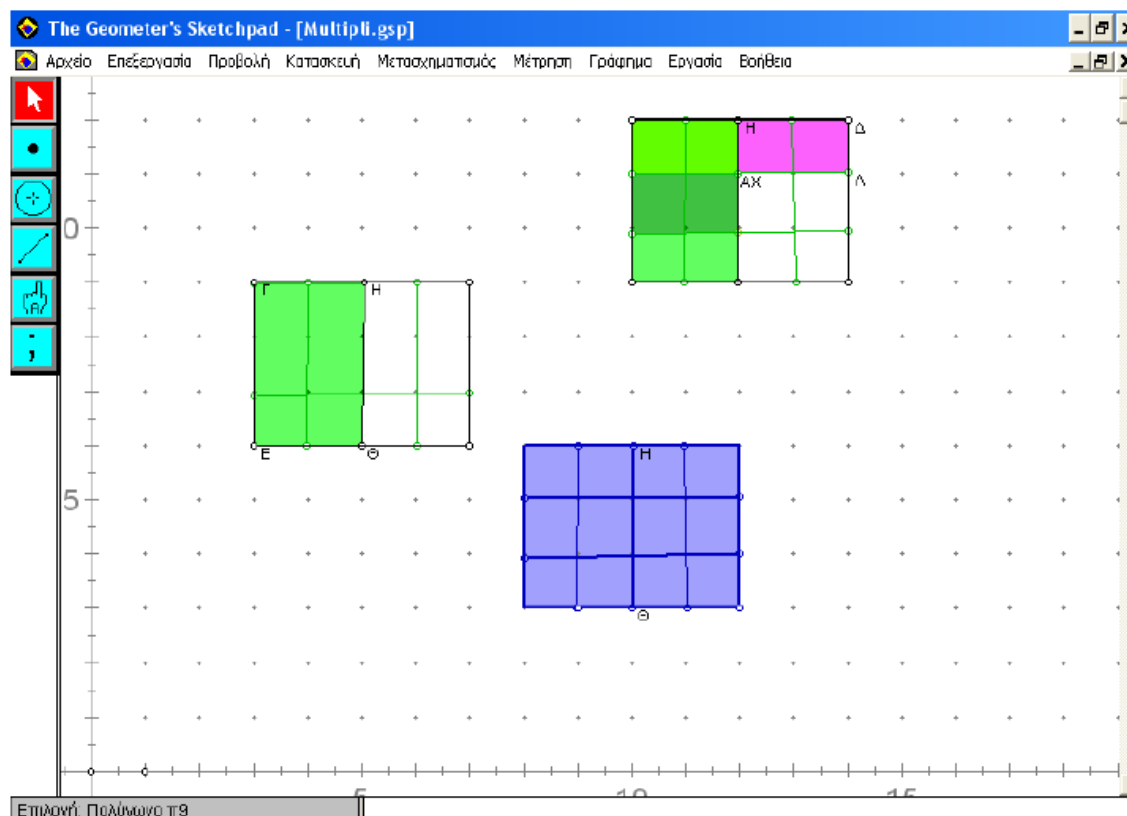 The Geometer's Sketchpad - [Multipli.gsp]
Αρχείο Επεξεργασία Προβολή Κατασκευή Μετασχηματισμός Μέτρηση Γράφημα Εργασία Βοήθεια
Η Δ
ΑΧ Λ
0
Γ Η
Ε Θ
Η
5
Θ
5 10 15
Επιλογή: Πολύγωνο π9